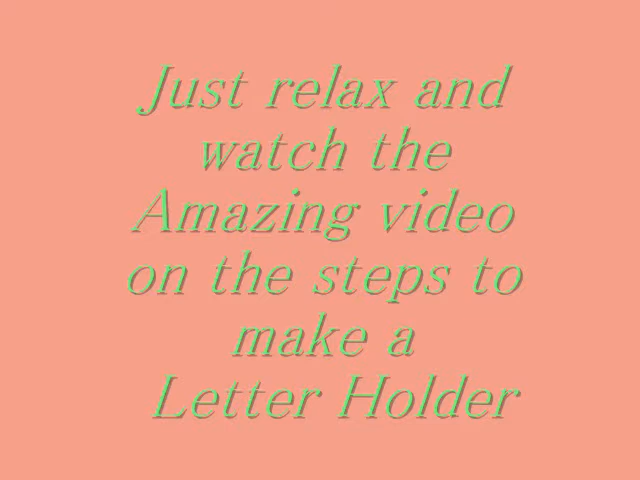 Just relax and
watch the
Amazing video
on the steps to
make a
Letter Holder